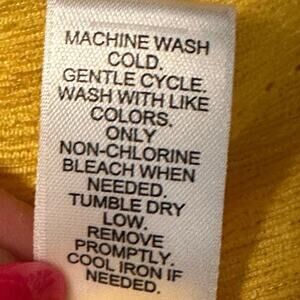 MACHINE WASH
COLD.
GENTLE CYCLE.
WASH WITH LIKE
COLORS.
ONLY
NON-CHLORINE
BLEACH WHEN
NEEDED.
TUMBLE DRY
LOW.
REMOVE
PROMPTLY.
COOL IRON IF
NEEDED.